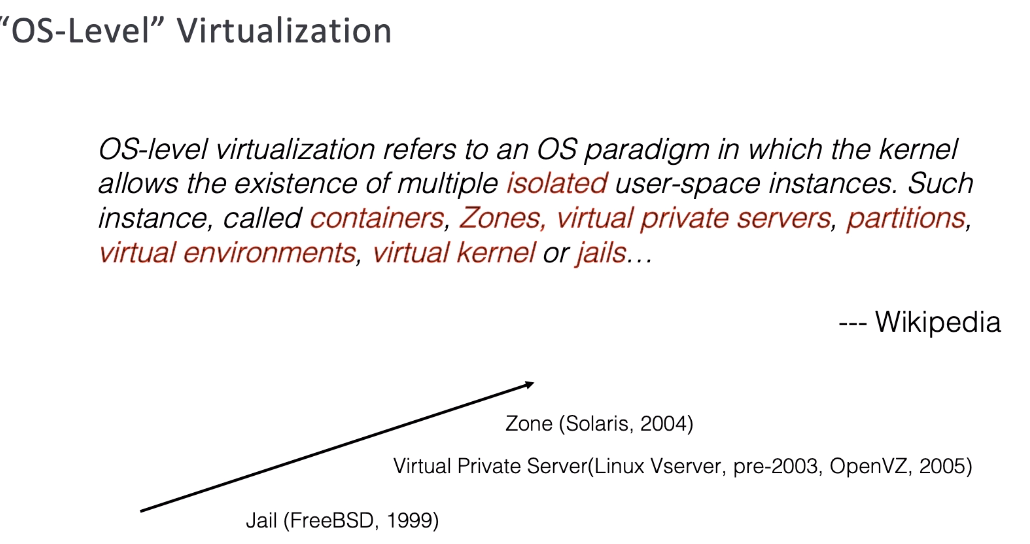 “OS-Level” Virtualization
OS-level virtualization refers to an OS paradigm in which the kernel
allows the existence of multiple isolated user-space instances. Such
instance, called containers, Zones, virtual private servers, partitions,
virtual environments, virtual kernel or jails…
--- Wikipedia
Zone (Solaris, 2004)
Virtual Private Server(Linux Vserver, pre-2003, OpenVZ, 2005)
Jail (FreeBSD, 1999)